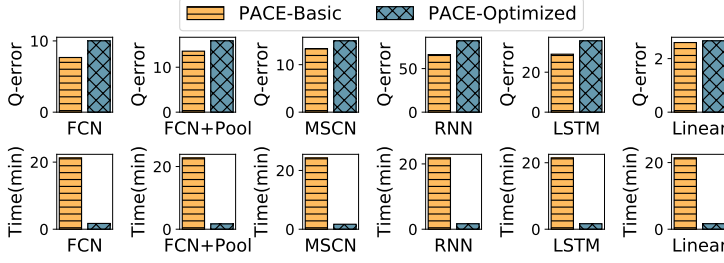 PACE-Basic PACE-Optimized
Q-error 10 0 FCN
Q-error 10 0 FCN+Pool
Q-error 10 0 MSCN
Q-error 50 0 RNN
Q-error 20 0 LSTM
Q-error 2 0 Linear
Time(min) 20 0 FCN
Time(min) 20 0 FCN+Pool
Time(min) 20 0 MSCN
Time(min) 20 0 RNN
Time(min) 20 0 LSTM
Time(min) 20 0 Linear